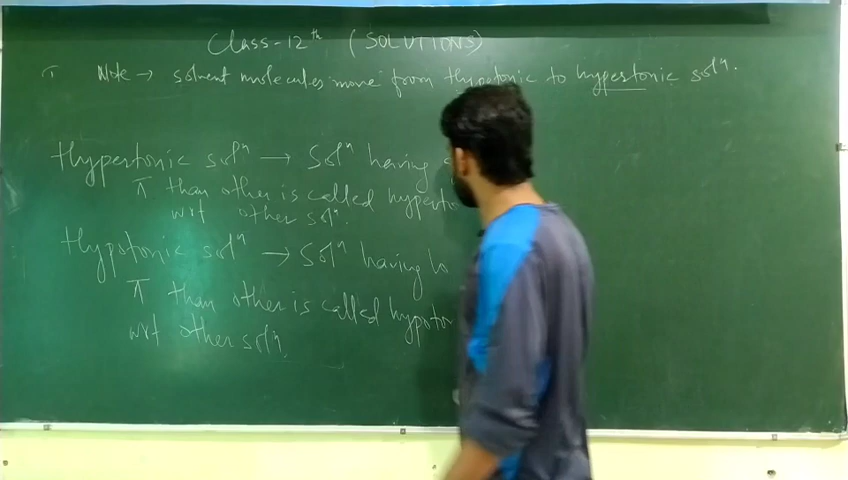 Class-12th (SOLUTIONS)
Note → solvent molecules move from Hypotonic to hypertonic solⁿ.
Hypertonic solⁿ → Solⁿ having
π than other is called hyperto
wrt other solⁿ.
Hypotonic solⁿ → Solⁿ having lo
π than other is called hypoton
wrt other solⁿ.